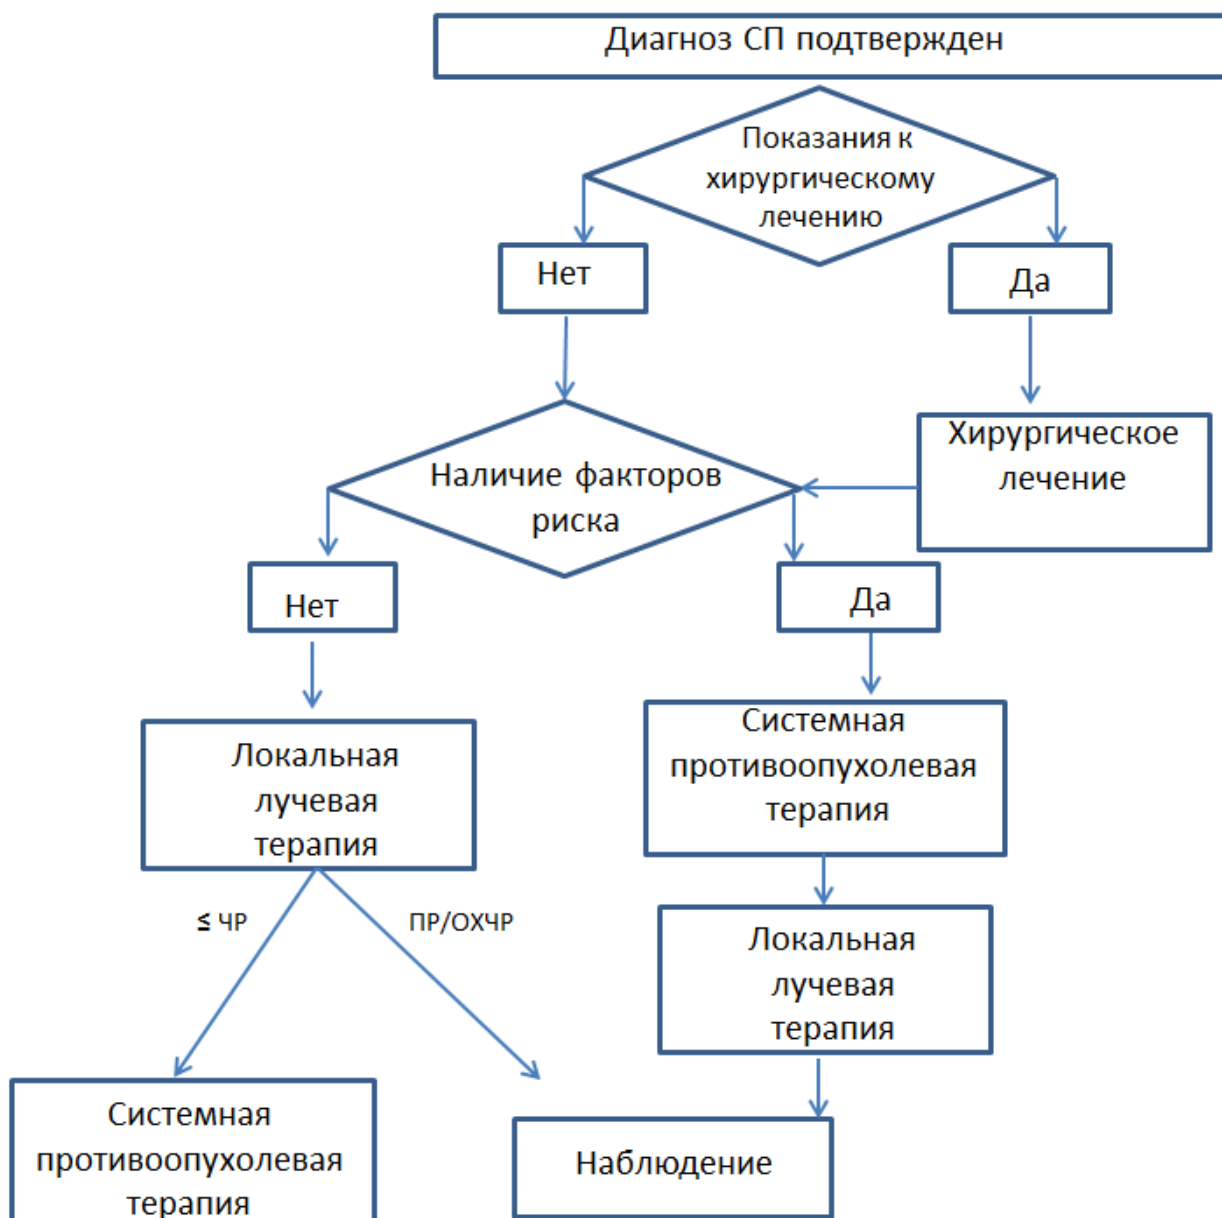 Диагноз СП подтвержден
Показания к
хирургическому
лечению
Нет
Да
Хирургическое
лечение
Наличие факторов
риска
Нет
Да
Системная
противоопухолевая
терапия
Локальная
лучевая
терапия
≤ ЧР
ПР/ОХЧР
Локальная
лучевая
терапия
Системная
противоопухолевая
терапия
Наблюдение